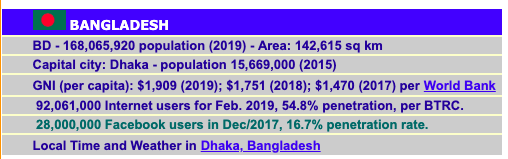 BANGLADESH
BD - 168,065,920 population (2019) - Area: 142,615 sq km
Capital city: Dhaka - population 15,669,000 (2015)
GNI (per capita): $1,909 (2019); $1,751 (2018); $1,470 (2017) per World Bank
92,061,000 Internet users for Feb. 2019, 54.8% penetration, per BTRC.
28,000,000 Facebook users in Dec/2017, 16.7% penetration rate.
Local Time and Weather in Dhaka, Bangladesh